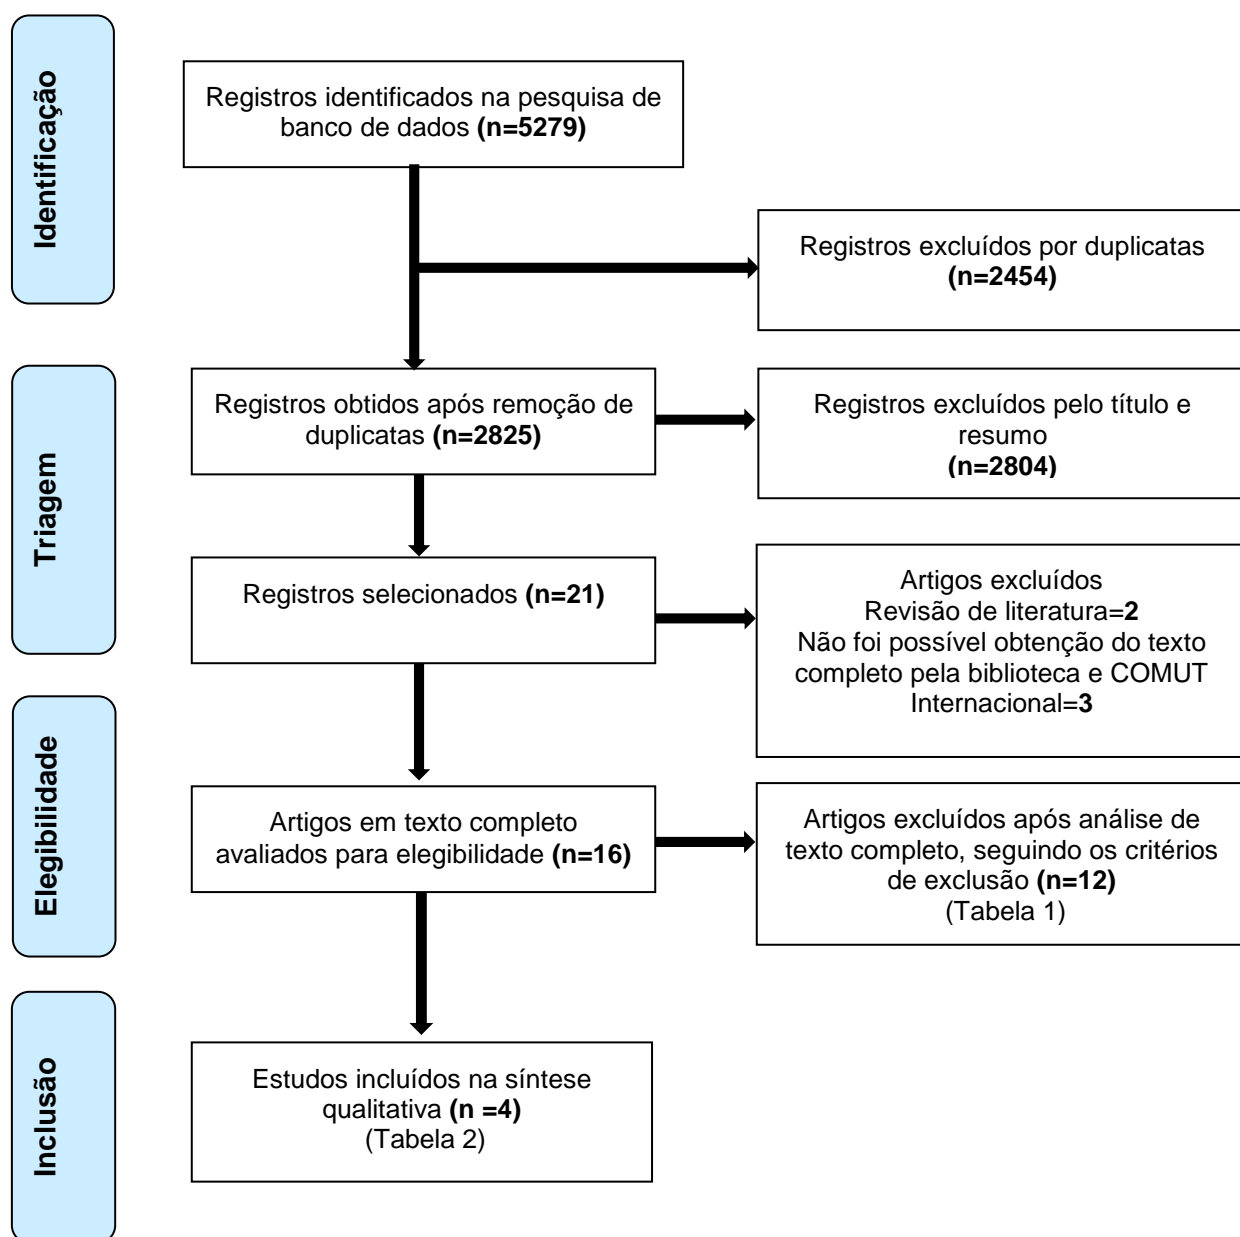 Identificação
Registros identificados na pesquisa de
banco de dados (n=5279)
Registros excluídos por duplicatas
(n=2454)
Triagem
Registros obtidos após remoção de
duplicatas (n=2825)
Registros excluídos pelo título e
resumo
(n=2804)
Registros selecionados (n=21)
Artigos excluídos
Revisão de literatura=2
Não foi possível obtenção do texto
completo pela biblioteca e COMUT
Internacional=3
Elegibilidade
Artigos em texto completo
avaliados para elegibilidade (n=16)
Artigos excluídos após análise de
texto completo, seguindo os critérios
de exclusão (n=12)
(Tabela 1)
Inclusão
Estudos incluídos na síntese
qualitativa (n =4)
(Tabela 2)